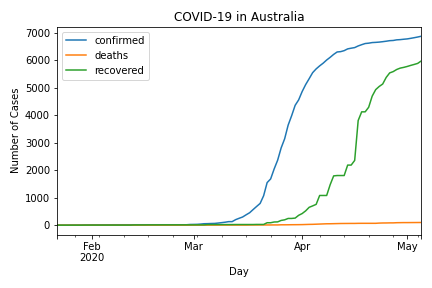 COVID-19 in Australia
confirmed
deaths
recovered
Number of Cases
7000
6000
5000
4000
3000
2000
1000
0
Feb
2020
Mar
Apr
May
Day